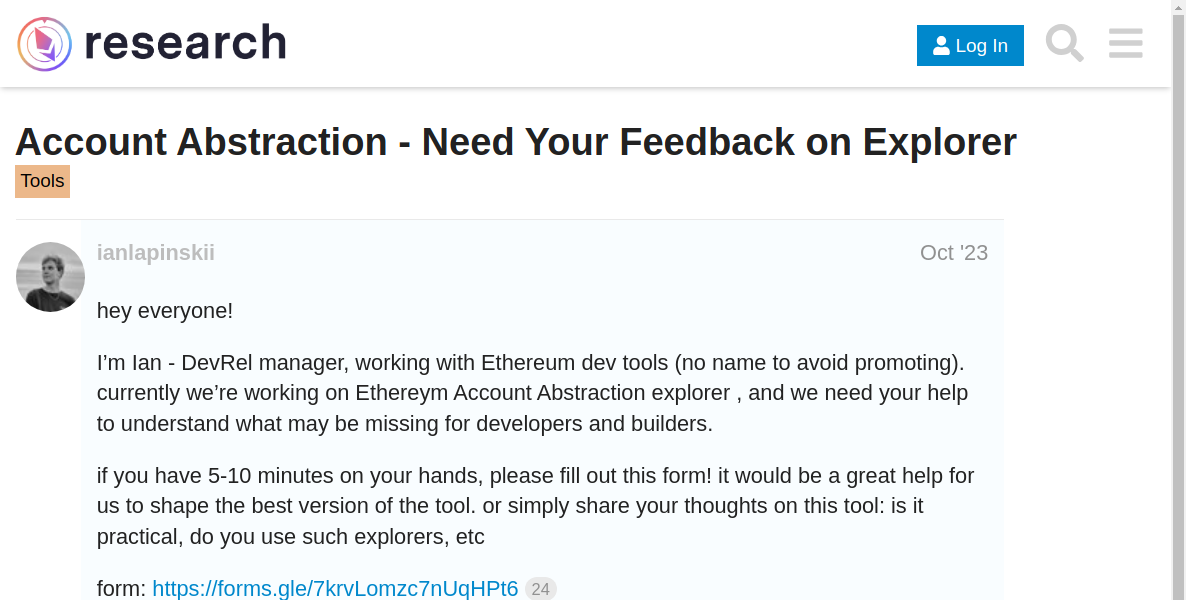 research
Log In
Account Abstraction - Need Your Feedback on Explorer
Tools
ianlapinskii
Oct '23
hey everyone!
I’m Ian - DevRel manager, working with Ethereum dev tools (no name to avoid promoting).
currently we’re working on Ethereym Account Abstraction explorer , and we need your help
to understand what may be missing for developers and builders.
if you have 5-10 minutes on your hands, please fill out this form! it would be a great help for
us to shape the best version of the tool. or simply share your thoughts on this tool: is it
practical, do you use such explorers, etc
form: https://forms.gle/7krvLomzc7nUqHPt6 24